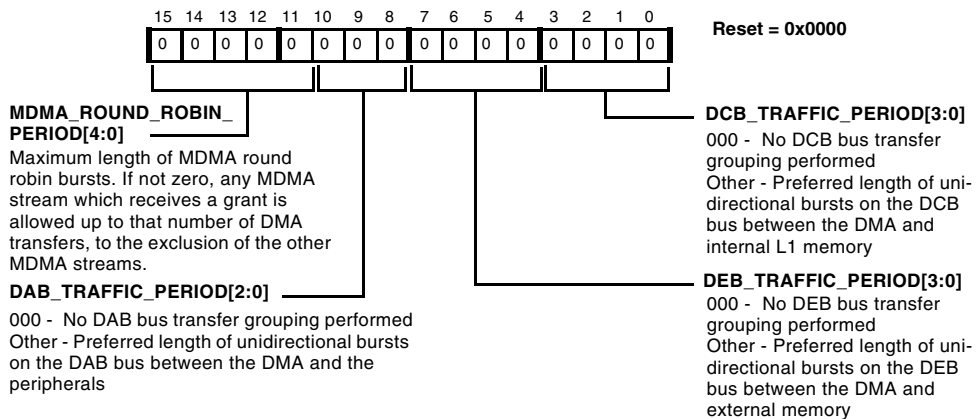 15 14 13 12 11 10 9 8 7 6 5 4 3 2 1 0
0 0 0 0 0 0 0 0 0 0 0 0 0 0 0 0
Reset = 0x0000
MDMA_ROUND_ROBIN_
PERIOD[4:0]
Maximum length of MDMA round
robin bursts. If not zero, any MDMA
stream which receives a grant is
allowed up to that number of DMA
transfers, to the exclusion of the other
MDMA streams.
DAB_TRAFFIC_PERIOD[2:0]
000 - No DAB bus transfer grouping performed
Other - Preferred length of unidirectional bursts
on the DAB bus between the DMA and the
peripherals
DCB_TRAFFIC_PERIOD[3:0]
000 - No DCB bus transfer
grouping performed
Other - Preferred length of uni-
directional bursts on the DCB
bus between the DMA and
internal L1 memory
DEB_TRAFFIC_PERIOD[3:0]
000 - No DEB bus transfer
grouping performed
Other - Preferred length of uni-
directional bursts on the DEB
bus between the DMA and
external memory